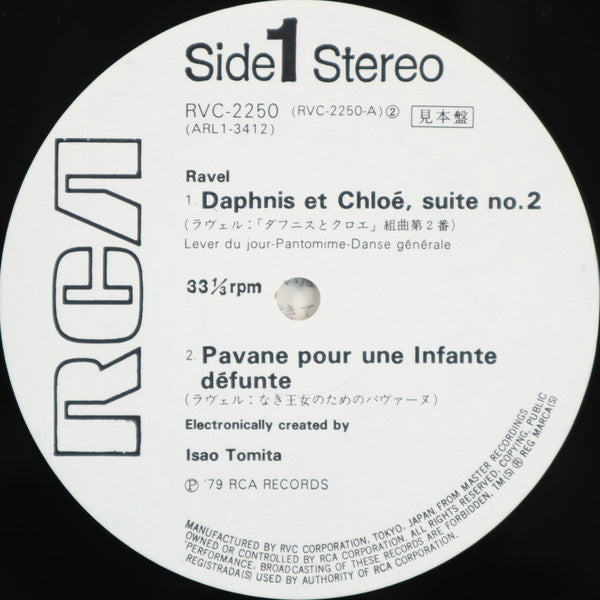 Side 1 Stereo
RVC-2250 (RVC-2250-A)② 見本盤
(ARL1-3412)
RCA
Ravel
1. Daphnis et Chloé, suite no.2
(ラヴェル:「ダフニスとクロエ」組曲第2番)
Lever du jour-Pantomime-Danse générale
33⅓rpm
2. Pavane pour une Infante
défunte
(ラヴェル:なき王女のためのパヴァーヌ)
Electronically created by
Isao Tomita
Ⓟ '79 RCA RECORDS
MANUFACTURED BY RVC CORPORATION, TOKYO, JAPAN, FROM MASTER RECORDINGS
OWNED OR CONTROLLED BY RCA CORPORATION, ALL RIGHTS RESERVED, COPYING, PUBLIC
PERFORMANCE, BROADCASTING OF THESE RECORDS ARE FORBIDDEN, TM(S) ® REG MARCA(S)
REGISTRADA(S) USED BY AUTHORITY OF RCA CORPORATION.